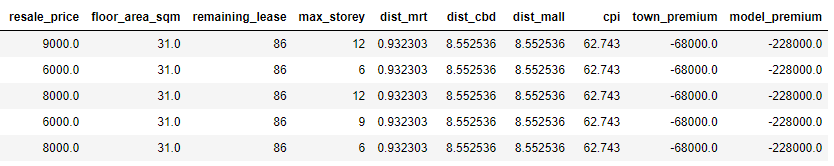 resale_price floor_area_sqm remaining_lease max_storey dist_mrt dist_cbd dist_mall cpi town_premium model_premium
9000.0 31.0 86 12 0.932303 8.552536 8.552536 62.743 -68000.0 -228000.0
6000.0 31.0 86 6 0.932303 8.552536 8.552536 62.743 -68000.0 -228000.0
8000.0 31.0 86 12 0.932303 8.552536 8.552536 62.743 -68000.0 -228000.0
6000.0 31.0 86 9 0.932303 8.552536 8.552536 62.743 -68000.0 -228000.0
8000.0 31.0 86 6 0.932303 8.552536 8.552536 62.743 -68000.0 -228000.0